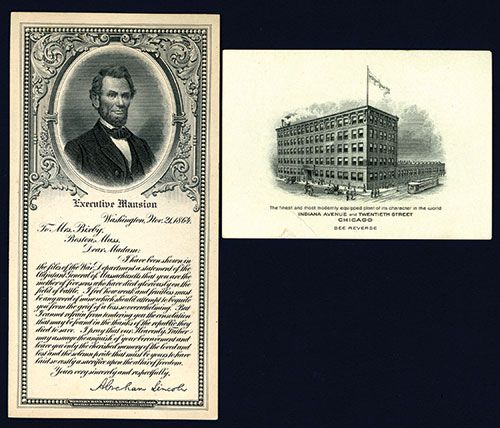 Executive Mansion
Washington, Nov. 21, 1864.
To Mrs. Bixby,
Boston, Mass.
Dear Madam:
I have been shown in
the files of the War Department a statement of the
Adjutant General of Massachusetts that you are the
mother of five sons who have died gloriously on the
field of battle. I feel how weak and fruitless must
be any word of mine which should attempt to beguile
you from the grief of a loss so overwhelming. But
I cannot refrain from tendering you the consolation
that may be found in the thanks of the republic they
died to save. I pray that our Heavenly Father
may assuage the anguish of your bereavement and
leave you only the cherished memory of the loved and
lost and the solemn pride that must be yours to have
laid so costly a sacrifice upon the altar of freedom.
Yours very sincerely and respectfully,
Abraham Lincoln
WESTERN BANK NOTE & ENG. CO. CHICAGO
The finest and most modernly equipped plant of its character in the world
INDIANA AVENUE and TWENTIETH STREET
CHICAGO
SEE REVERSE